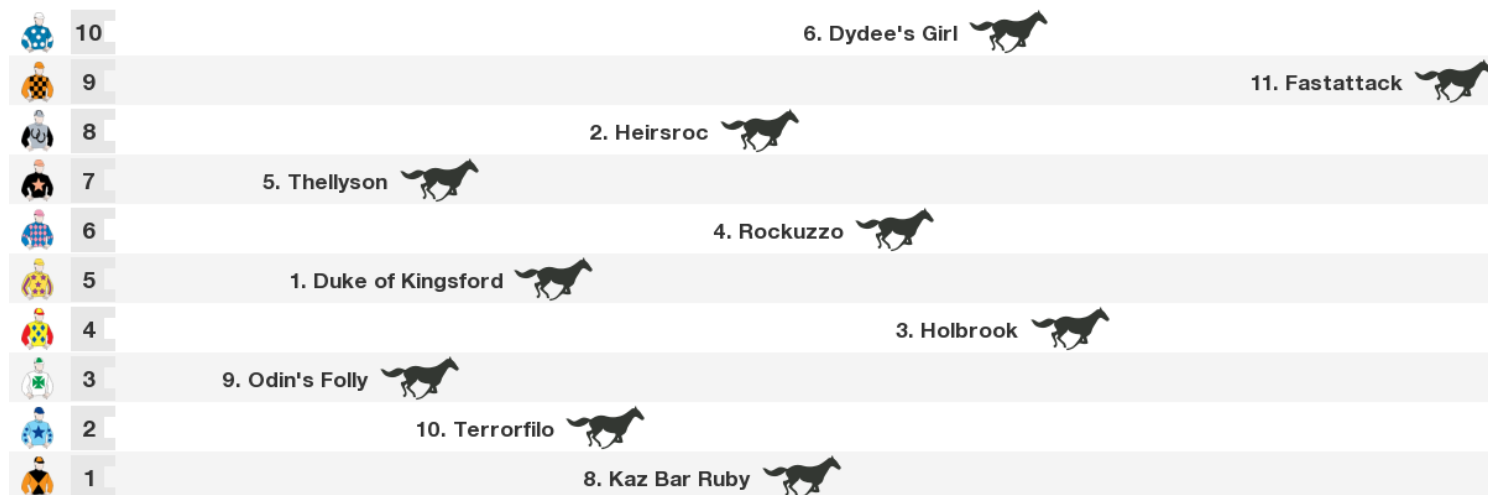 10 6. Dydee's Girl
9 11. Fastattack
8 2. Heirsroc
7 5. Thellyson
6 4. Rockuzzo
5 1. Duke of Kingsford
4 3. Holbrook
3 9. Odin's Folly
2 10. Terrorfilo
1 8. Kaz Bar Ruby